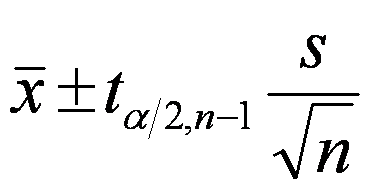 x̄ ± t_{α/2,n−1} s/√n